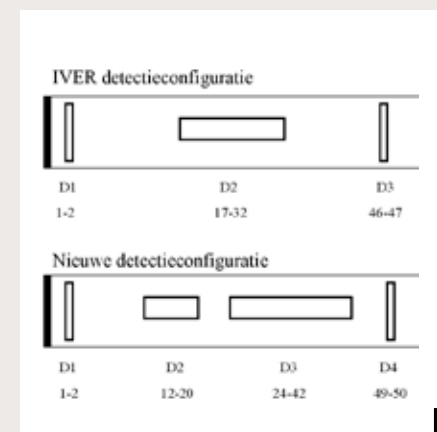 IVER detectieconfiguratie
D1 D2 D3
1-2 17-32 46-47
Nieuwe detectieconfiguratie
D1 D2 D3 D4
1-2 12-20 24-42 49-50